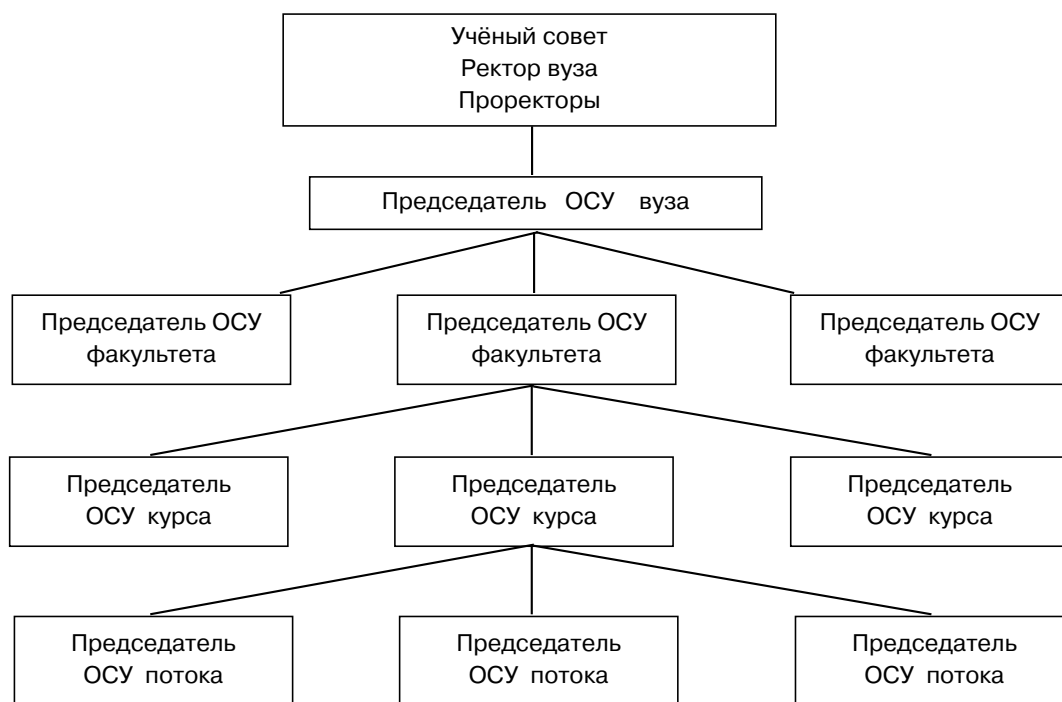 Учёный совет
Ректор вуза
Проректоры
Председатель ОСУ вуза
Председатель ОСУ
факультета
Председатель ОСУ
факультета
Председатель ОСУ
факультета
Председатель
ОСУ курса
Председатель
ОСУ курса
Председатель
ОСУ курса
Председатель
ОСУ потока
Председатель
ОСУ потока
Председатель
ОСУ потока